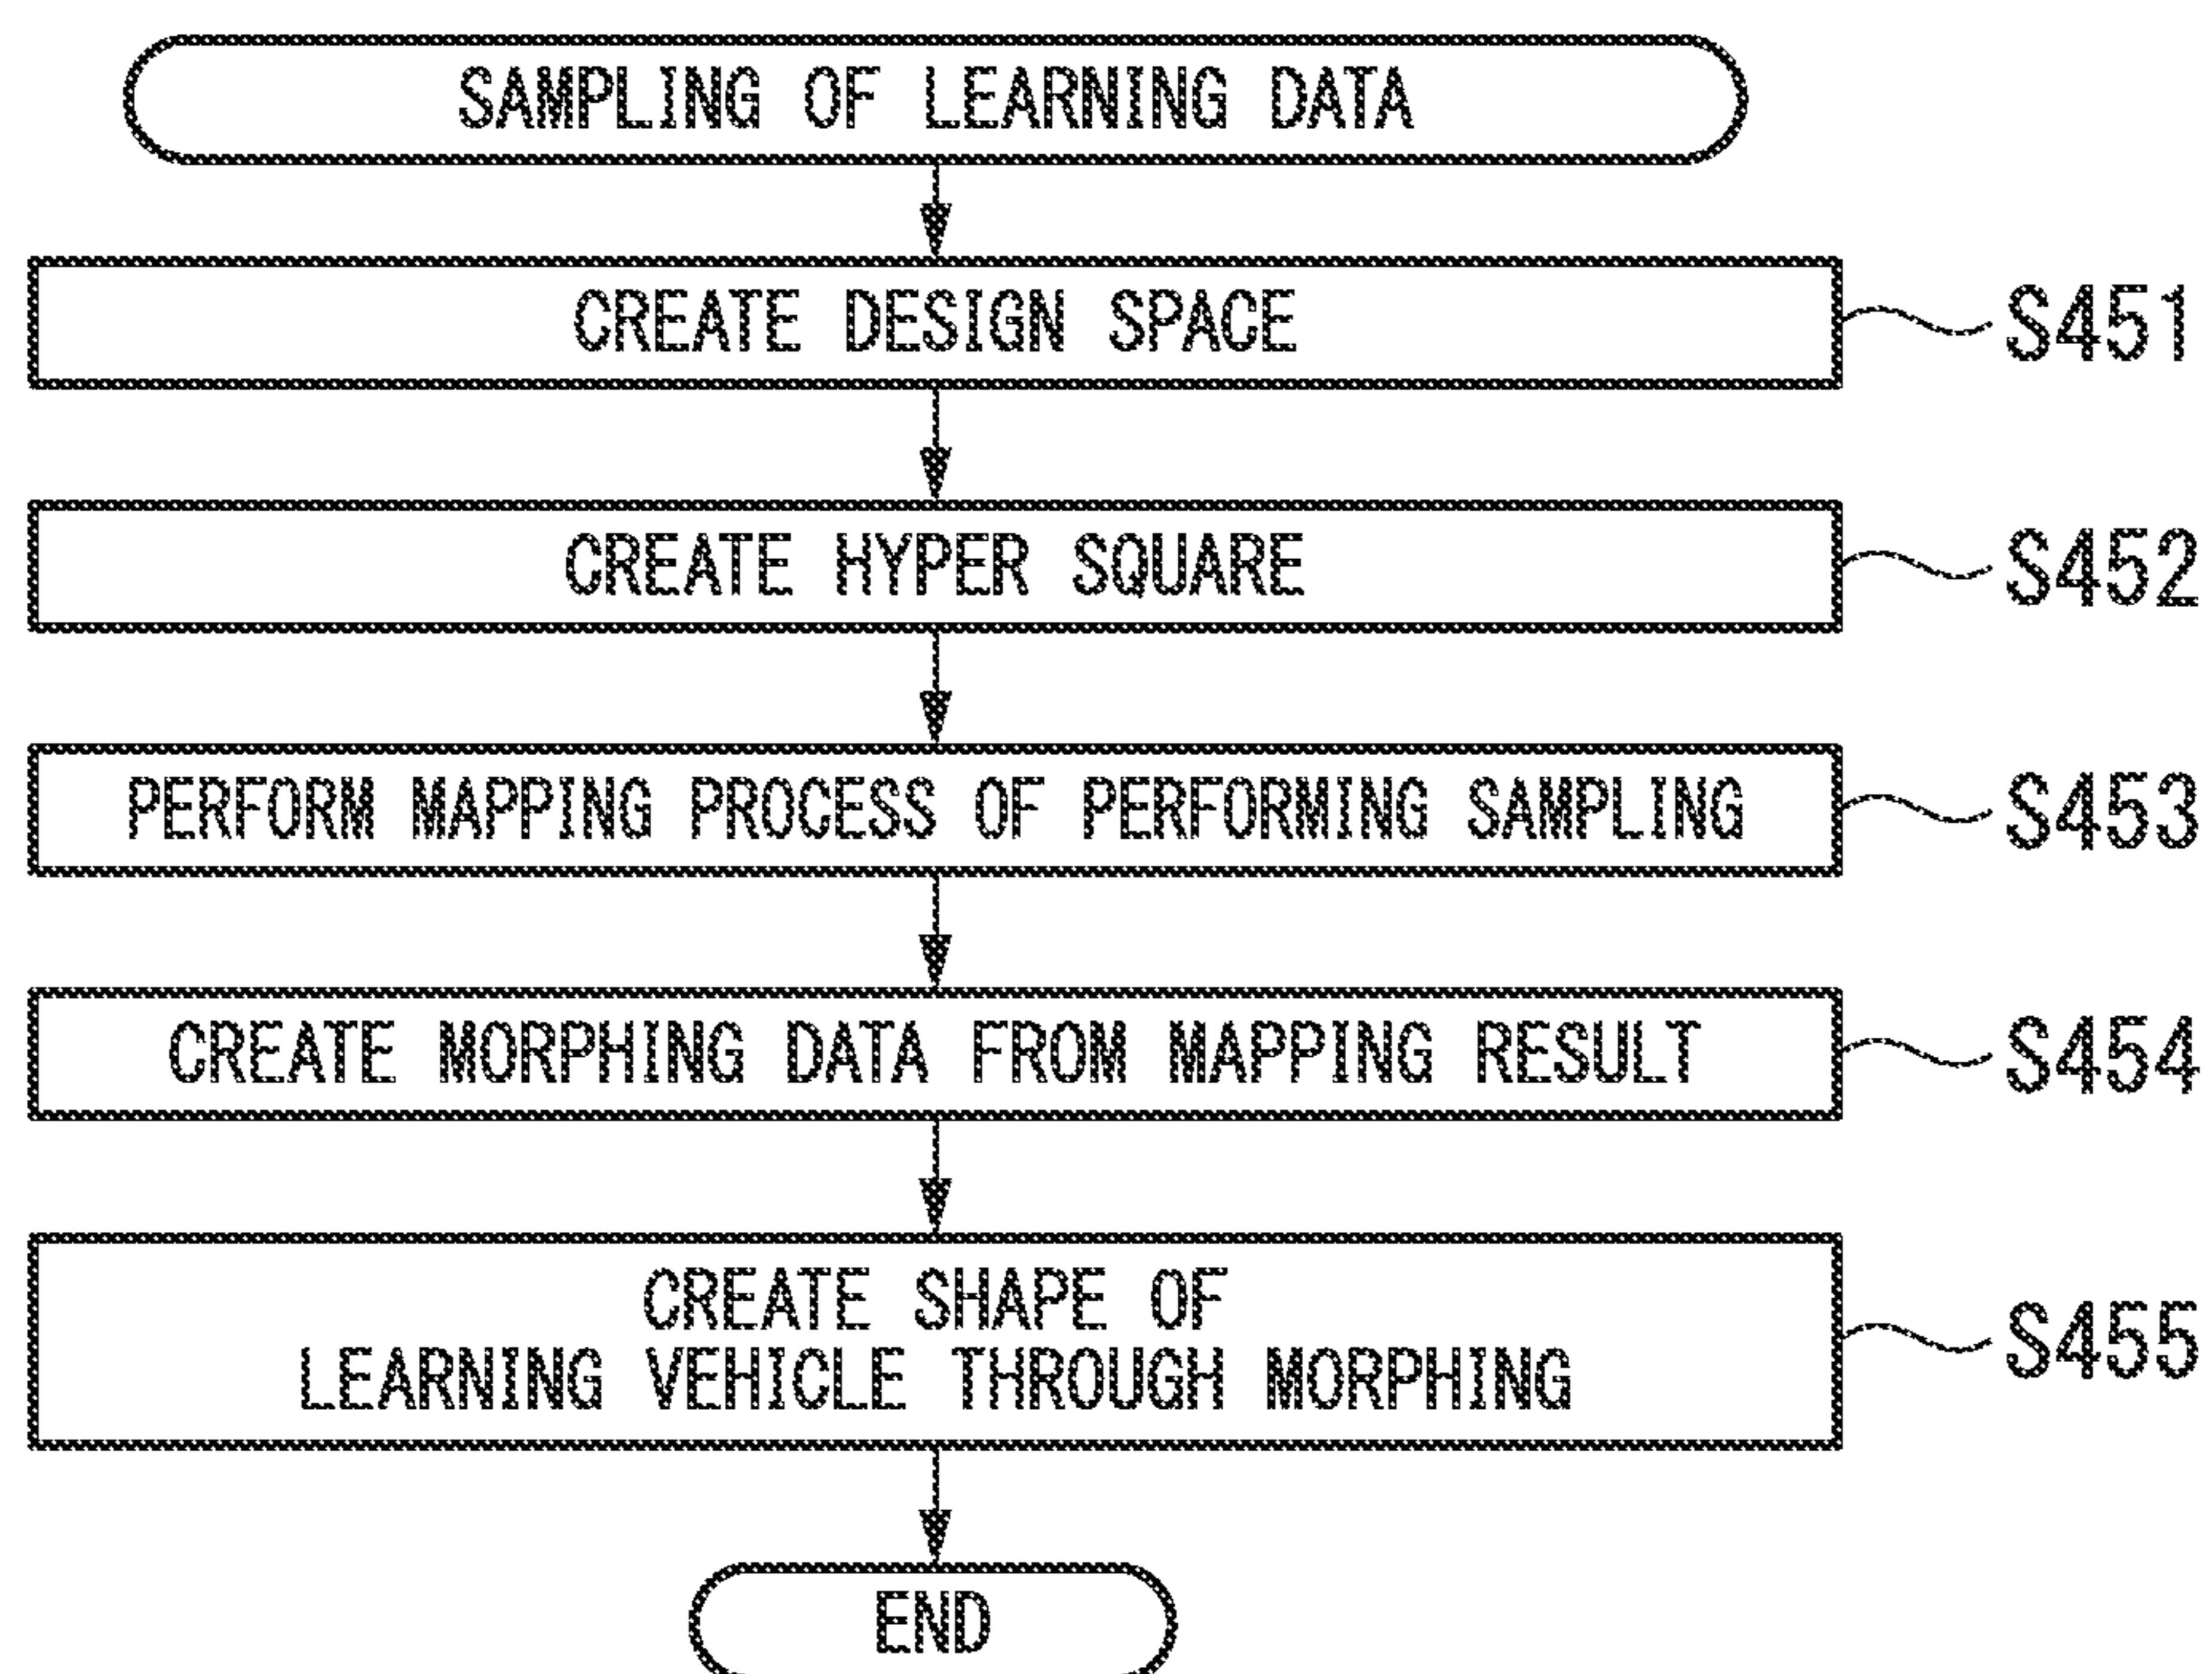 SAMPLING OF LEARNING DATA
CREATE DESIGN SPACE
S451
CREATE HYPER SQUARE
S452
PERFORM MAPPING PROCESS OF PERFORMING SAMPLING
S453
CREATE MORPHING DATA FROM MAPPING RESULT
S454
CREATE SHAPE OF
LEARNING VEHICLE THROUGH MORPHING
S455
END